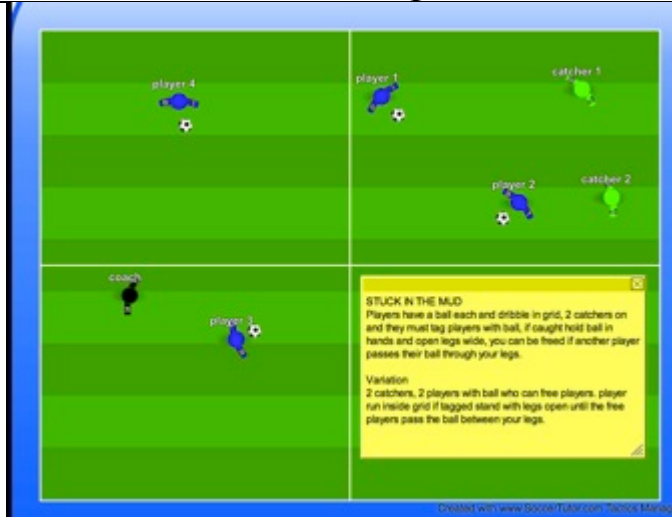 player 4
player 1
catcher 1
player 2
catcher 2
coach
player 3
STUCK IN THE MUD
Players have a ball each and dribble in grid, 2 catchers on
and they must tag players with ball, if caught hold ball in
hands and open legs wide, you can be freed if another player
passes their ball through your legs.
Variation
2 catchers, 2 players with ball who can free players. player
run inside grid if tagged stand with legs open until the free
players pass the ball between your legs.
Created with www.SoccerTutor.com Tactics Manag